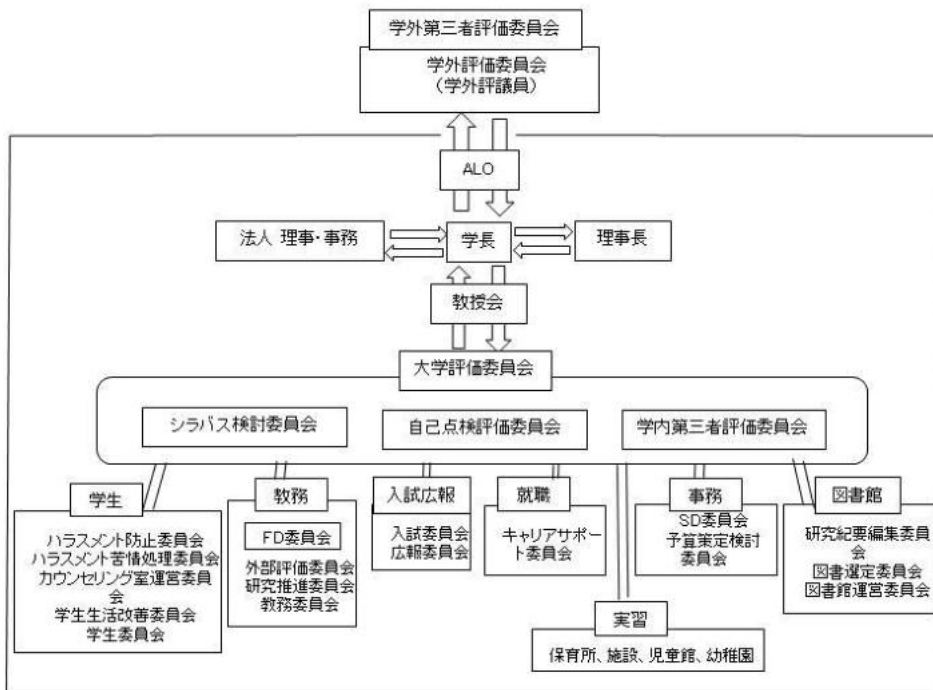 学外第三者評価委員会
学外評価委員会
（学外評議員）
ALO
法人 理事・事務
学長
理事長
教授会
大学評価委員会
シラバス検討委員会
自己点検評価委員会
学内第三者評価委員会
学生
ハラスメント防止委員会
ハラスメント苦情処理委員会
カウンセリング室運営委員
会
学生生活改善委員会
学生委員会
教務
FD委員会
外部評価委員会
研究推進委員会
教務委員会
入試広報
入試委員会
広報委員会
就職
キャリアサポー
ト委員会
事務
SD委員会
予算策定検討
委員会
図書館
研究紀要編集委員
会
図書選定委員会
図書館運営委員会
実習
保育所、施設、児童館、幼稚園